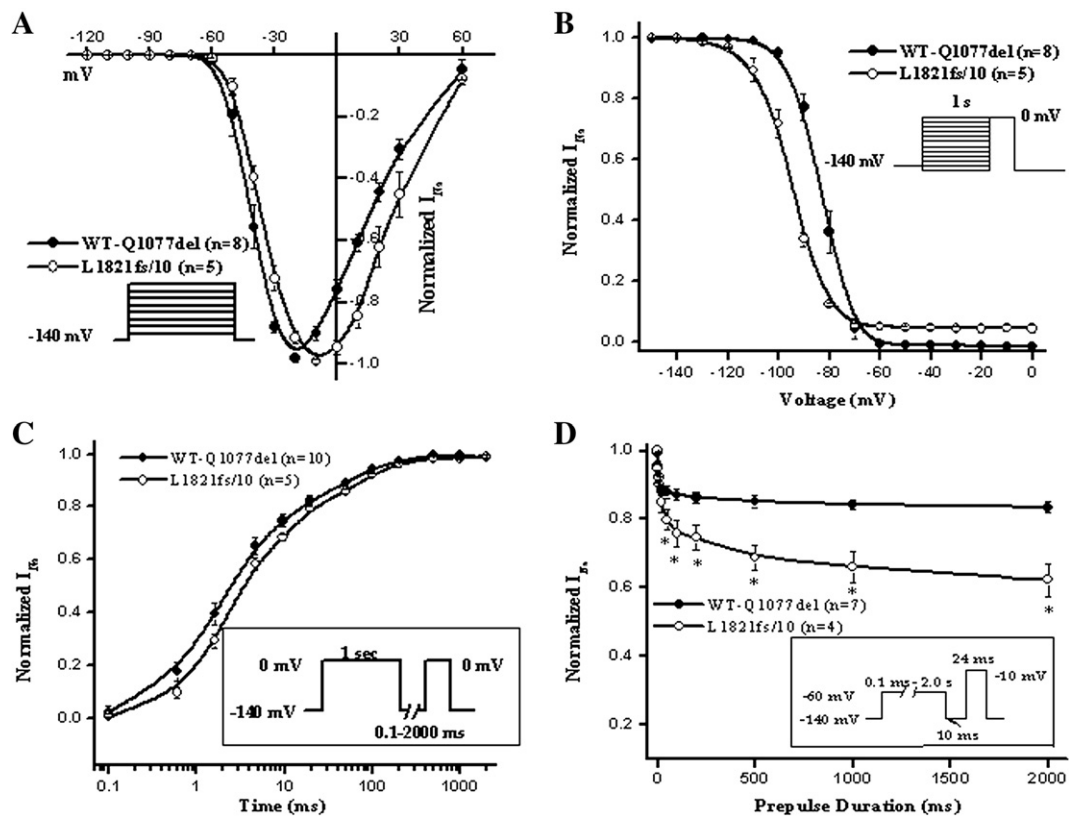 A
-120 -90 -60 -30 0 30 60
mV
-0.2
-0.4
-0.6
-0.8
-1.0
Normalized I Na
WT-Q1077del (n=8)
L1821fs/10 (n=5)
-140 mV
B
1.0
0.8
0.6
0.4
0.2
0.0
Normalized I Na
WT-Q1077del (n=8)
L1821fs/10 (n=5)
1 s
0 mV
-140 mV
-140 -120 -100 -80 -60 -40 -20 0
Voltage (mV)
C
1.0
0.8
0.6
0.4
0.2
0.0
Normalized I Na
WT-Q1077del (n=10)
L1821fs/10 (n=5)
0 mV
1 sec
0 mV
-140 mV
0.1-2000 ms
0.1 1 10 100 1000
Time (ms)
D
1.0
0.8
0.6
0.4
0.2
Normalized I Na
* * * * * *
WT-Q1077del (n=7)
L1821fs/10 (n=4)
24 ms
0.1 ms- 2.0 s
-10 mV
-60 mV
-140 mV
10 ms
0 500 1000 1500 2000
Prepulse Duration (ms)